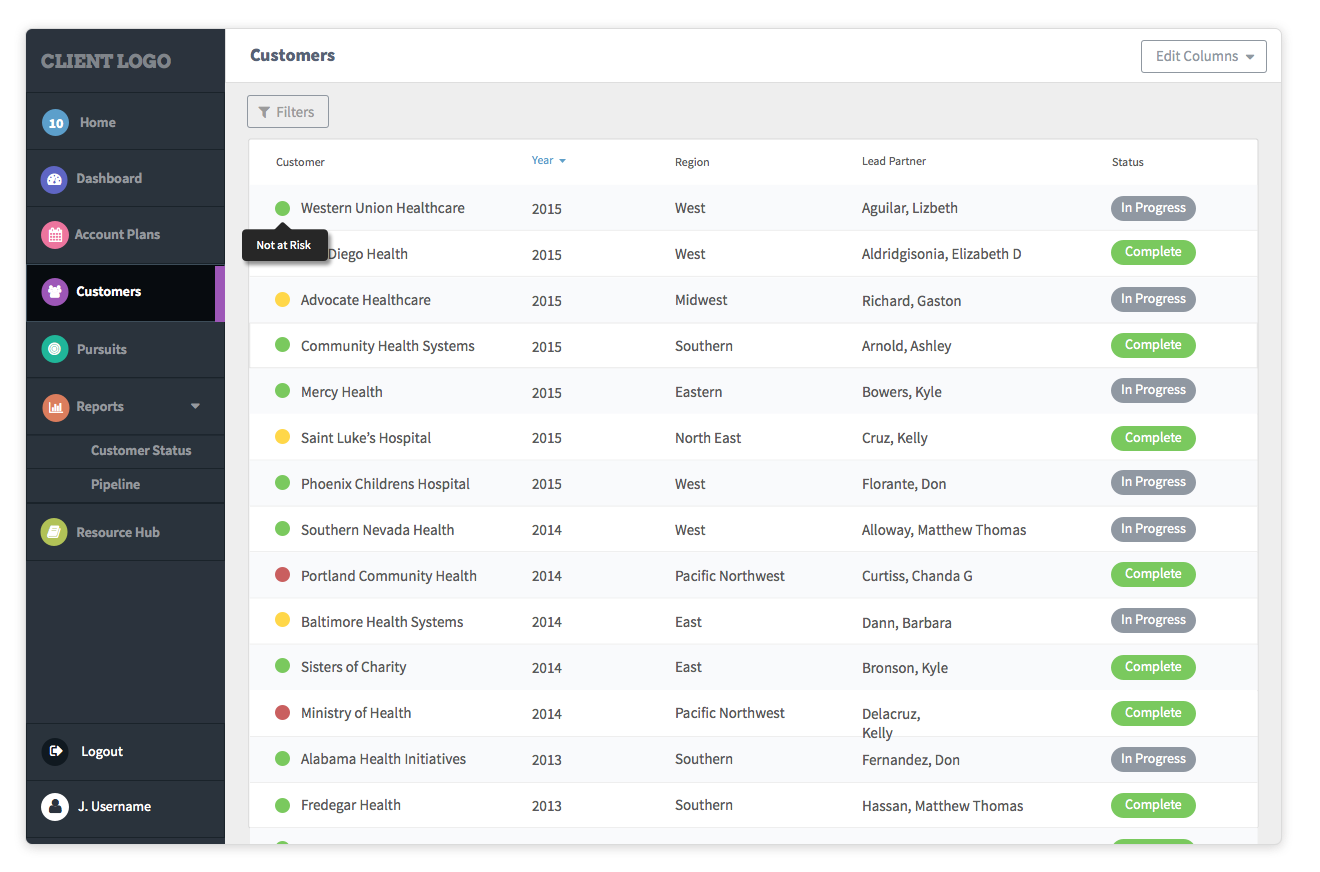 CLIENT LOGO
Customers
Edit Columns
10 Home
Dashboard
Account Plans
Customers
Pursuits
Reports
Customer Status
Pipeline
Resource Hub
Logout
J. Username
Filters
Customer Year Region Lead Partner Status
Western Union Healthcare 2015 West Aguilar, Lizbeth In Progress
Not at Risk
Diego Health 2015 West Aldridgisonia, Elizabeth D Complete
Advocate Healthcare 2015 Midwest Richard, Gaston In Progress
Community Health Systems 2015 Southern Arnold, Ashley Complete
Mercy Health 2015 Eastern Bowers, Kyle In Progress
Saint Luke’s Hospital 2015 North East Cruz, Kelly Complete
Phoenix Childrens Hospital 2015 West Florante, Don In Progress
Southern Nevada Health 2014 West Alloway, Matthew Thomas In Progress
Portland Community Health 2014 Pacific Northwest Curtiss, Chanda G Complete
Baltimore Health Systems 2014 East Dann, Barbara In Progress
Sisters of Charity 2014 East Bronson, Kyle Complete
Ministry of Health 2014 Pacific Northwest Delacruz, Complete
Kelly
Alabama Health Initiatives 2013 Southern Fernandez, Don In Progress
Fredegar Health 2013 Southern Hassan, Matthew Thomas Complete